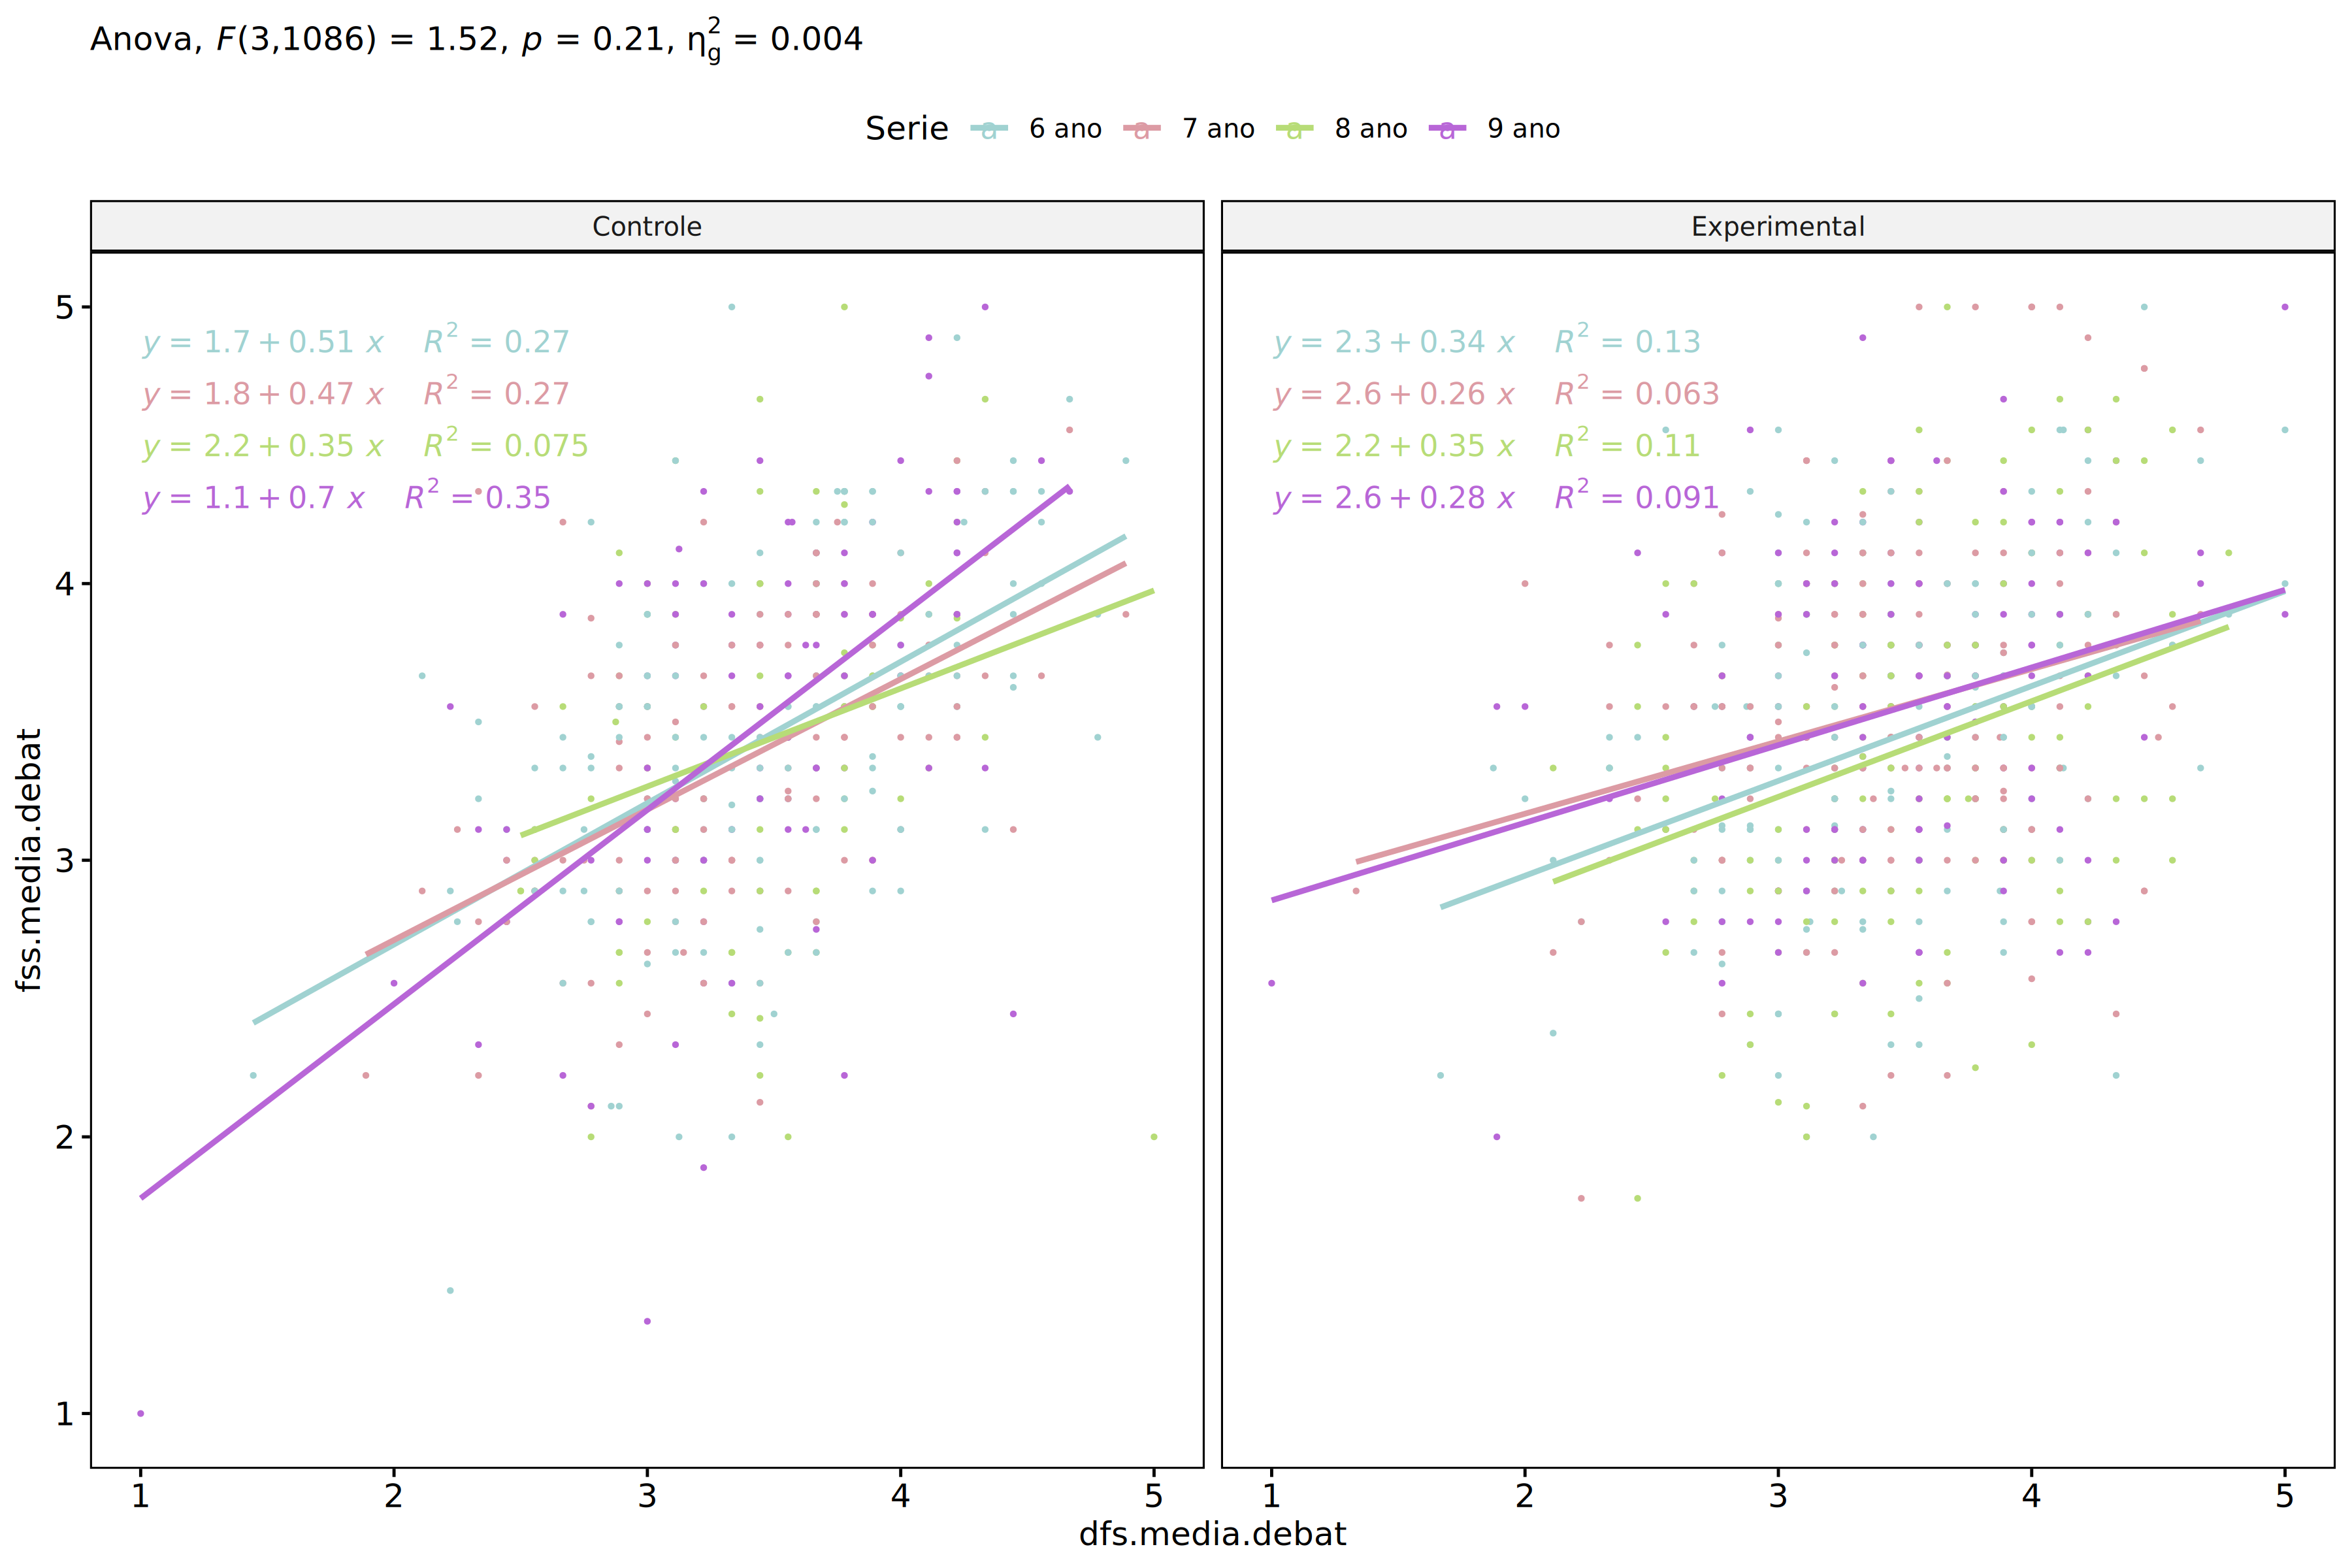 Anova, F(3,1086) = 1.52, p = 0.21, η²g = 0.004
Serie a 6 ano a 7 ano a 8 ano a 9 ano
Controle
y = 1.7 + 0.51 x R² = 0.27
y = 1.8 + 0.47 x R² = 0.27
y = 2.2 + 0.35 x R² = 0.075
y = 1.1 + 0.7 x R² = 0.35
Experimental
y = 2.3 + 0.34 x R² = 0.13
y = 2.6 + 0.26 x R² = 0.063
y = 2.2 + 0.35 x R² = 0.11
y = 2.6 + 0.28 x R² = 0.091
fss.media.debat
5
4
3
2
1
1 2 3 4 5
1 2 3 4 5
dfs.media.debat